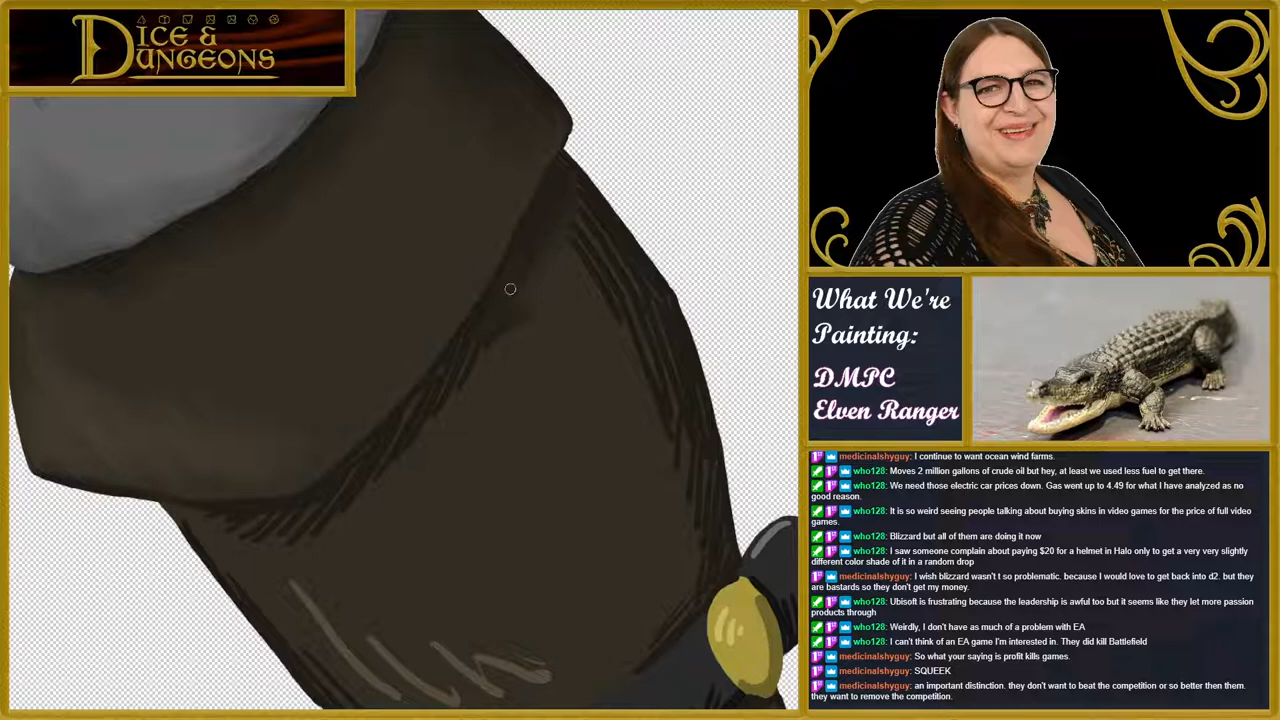 DICE &
DUNGEONS
What We're
Painting:
DMPC
Elven Ranger
medicinalshyguy: I continue to want ocean wind farms.
who128: Moves 2 million gallons of crude oil but hey, at least we used less fuel to get there.
who128: We need those electric car prices down. Gas went up to 4.49 for what I have analyzed as no
good reason.
who128: It is so weird seeing people talking about buying skins in video games for the price of full video
games.
who128: Blizzard but all of them are doing it now
who128: I saw someone complain about paying $20 for a helmet in Halo only to get a very very slightly
different color shade of it in a random drop
medicinalshyguy: I wish blizzard wasn't t so problematic. because I would love to get back into d2. but they
are bastards so they don't get my money.
who128: Ubisoft is frustrating because the leadership is awful too but it seems like they let more passion
products through
who128: Weirdly, I don't have as much of a problem with EA
who128: I can't think of an EA game I'm interested in. They did kill Battlefield
medicinalshyguy: So what your saying is profit kills games.
medicinalshyguy: SQUEEK
medicinalshyguy: an important distinction. they don't want to beat the competition or so better then them.
they want to remove the competition.